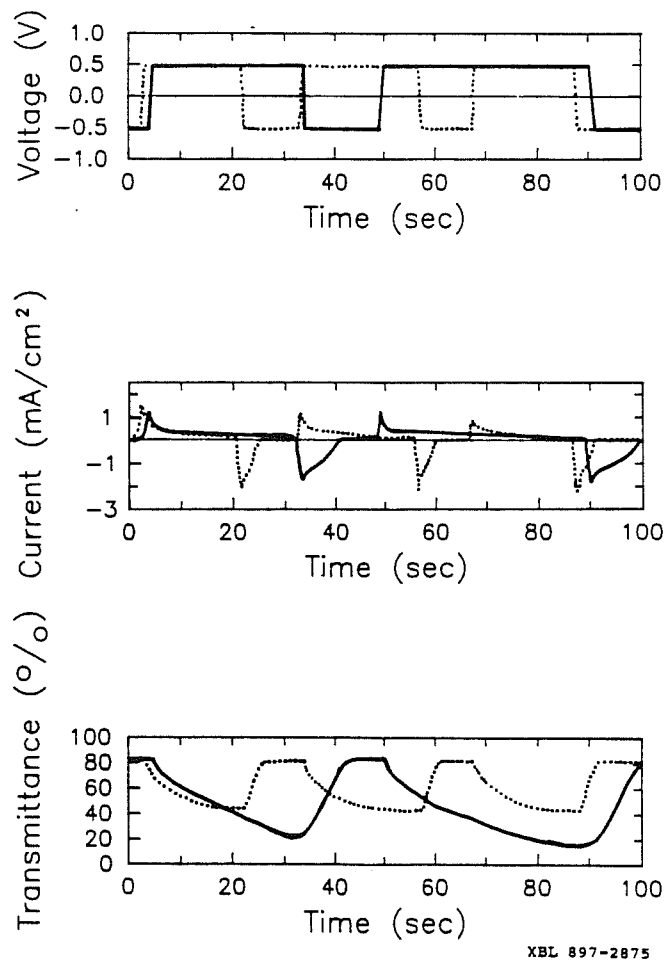 Voltage (V)
1.0
0.5
0.0
-0.5
-1.0
0 20 40 60 80 100
Time (sec)
Current (mA/cm²)
1
-1
-3
0 20 40 60 80 100
Time (sec)
Transmittance (%)
100
80
60
40
20
0
0 20 40 60 80 100
Time (sec)
XBL 897-2875